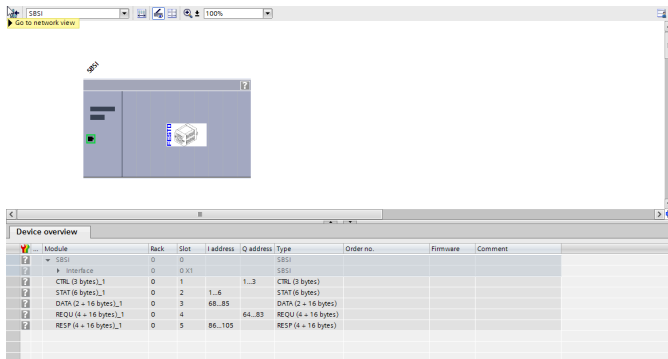 SBSI 100%
Go to network view
SBSI
FESTO
Device overview
... Module Rack Slot I address Q address Type Order no. Firmware Comment
SBSI 0 0 SBSI
Interface 0 0 X1 SBSI
CTRL (3 bytes)_1 0 1 1...3 CTRL (3 bytes)
STAT (6 bytes)_1 0 2 1...6 STAT (6 bytes)
DATA (2 + 16 bytes)_1 0 3 68...85 DATA (2 + 16 bytes)
REQU (4 + 16 bytes)_1 0 4 64...83 REQU (4 + 16 bytes)
RESP (4 + 16 bytes)_1 0 5 86...105 RESP (4 + 16 bytes)